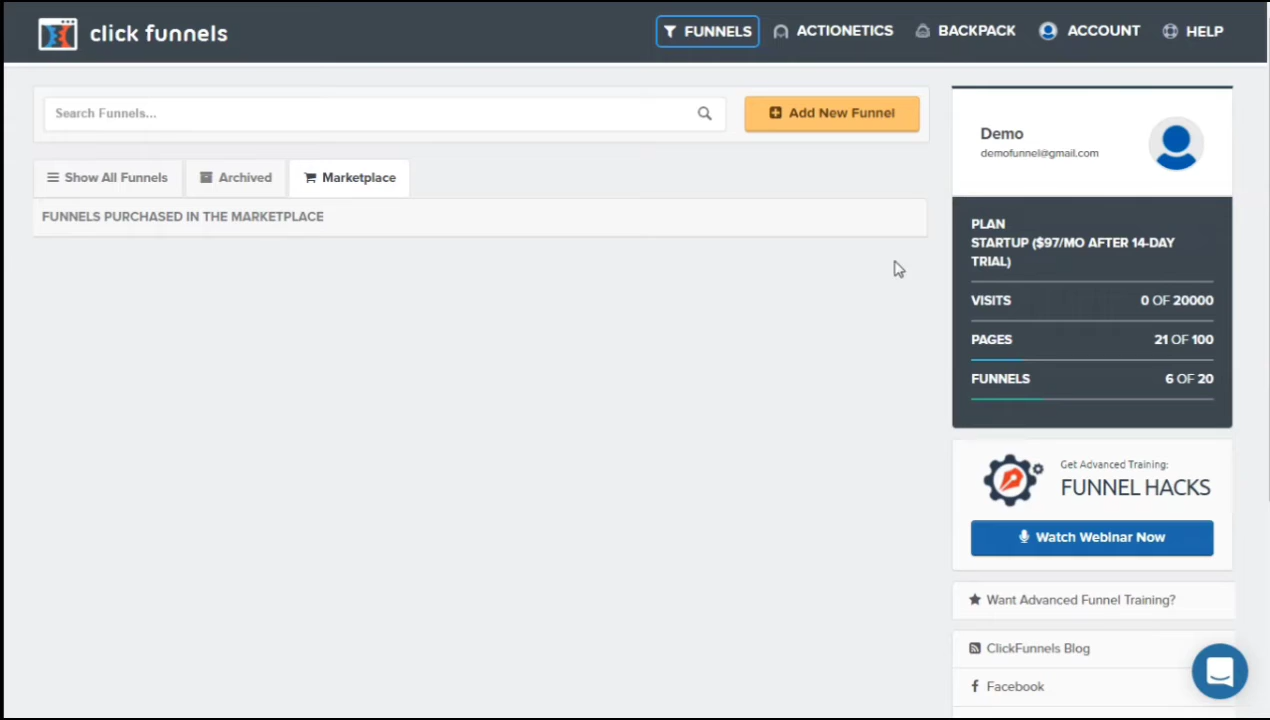 click funnels
FUNNELS
ACTIONETICS
BACKPACK
ACCOUNT
HELP
Search Funnels...
Add New Funnel
Show All Funnels
Archived
Marketplace
FUNNELS PURCHASED IN THE MARKETPLACE
Demo
demofunnel@gmail.com
PLAN
STARTUP ($97/MO AFTER 14-DAY
TRIAL)
VISITS 0 OF 20000
PAGES 21 OF 100
FUNNELS 6 OF 20
Get Advanced Training:
FUNNEL HACKS
Watch Webinar Now
Want Advanced Funnel Training?
ClickFunnels Blog
Facebook